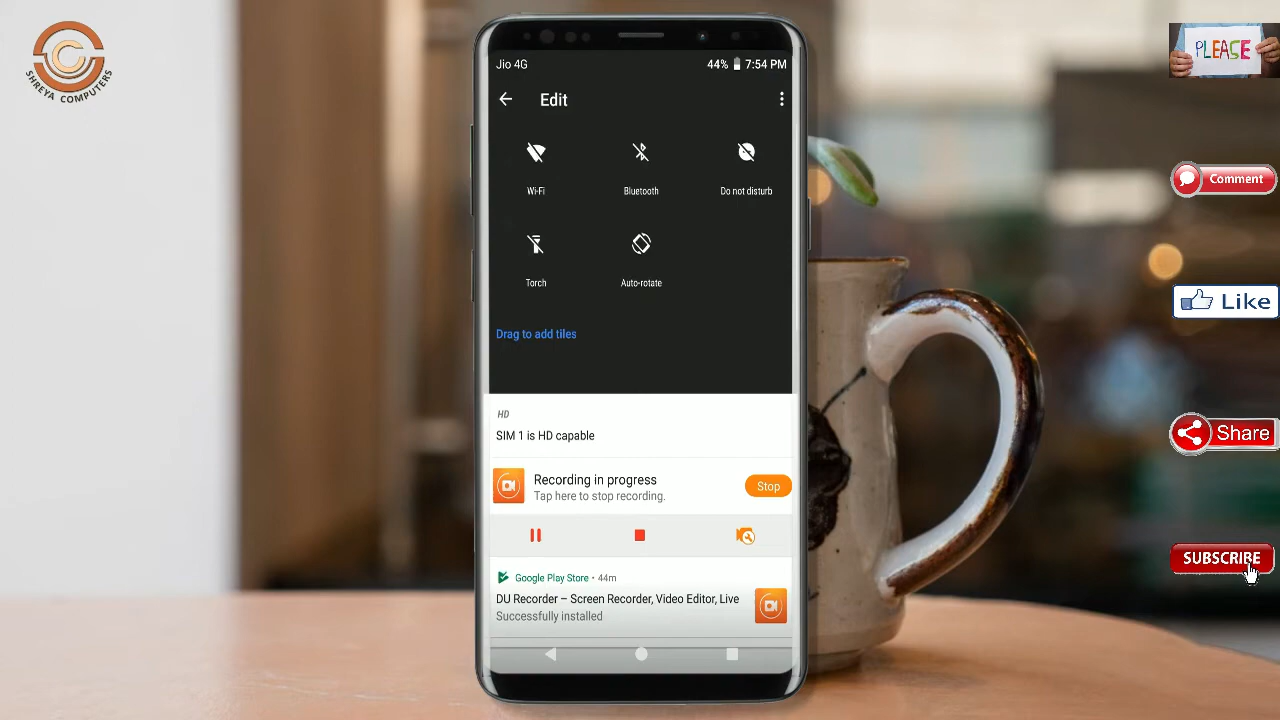 SHREYA COMPUTERS
Jio 4G
44%
7:54 PM
Edit
Wi-Fi
Bluetooth
Do not disturb
Torch
Auto-rotate
Drag to add tiles
HD
SIM 1 is HD capable
Recording in progress
Tap here to stop recording.
Stop
Google Play Store • 44m
DU Recorder – Screen Recorder, Video Editor, Live
Successfully installed
PLEASE
Comment
Like
Share
SUBSCRIBE